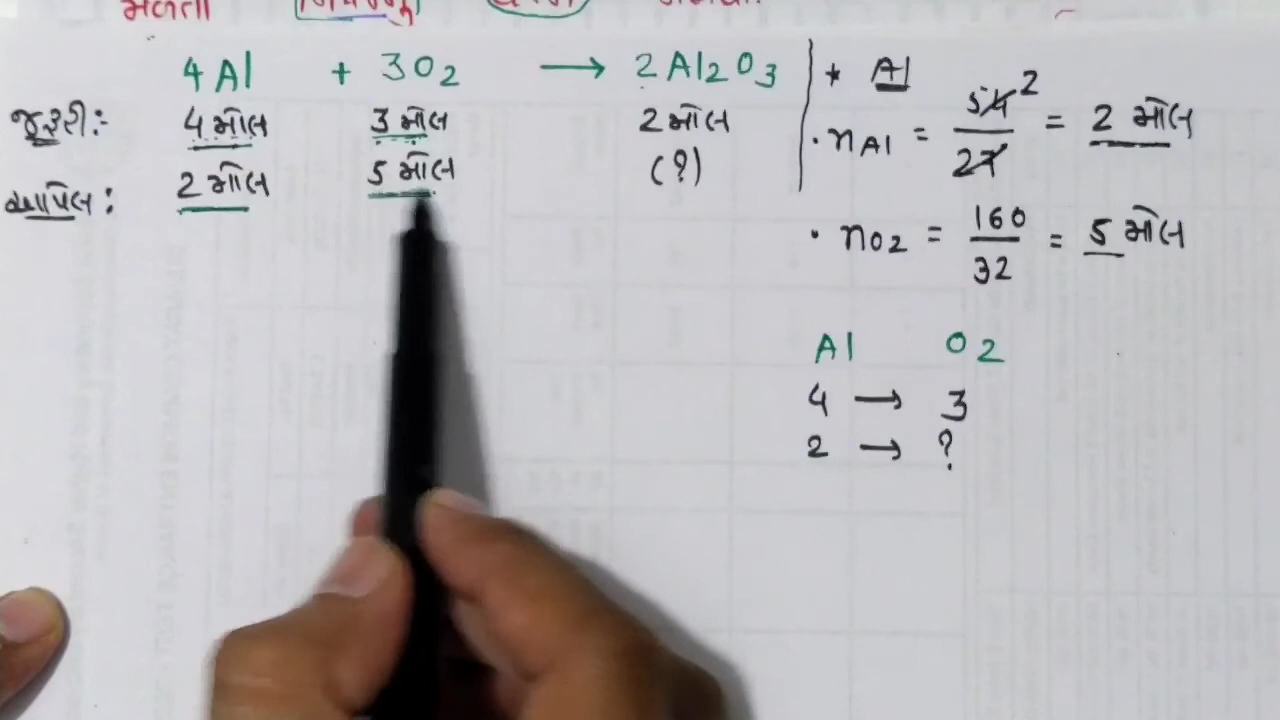 4Al + 3O2 → 2Al2O3
જરૂરી:- 4 મોલ 3 મોલ 2 મોલ
આપેલ: 2 મોલ 5 મોલ (?)
* Al
• nAl = 54/27 2 = 2 મોલ
• nO2 = 160/32 = 5 મોલ
Al O2
4 → 3
2 → ?